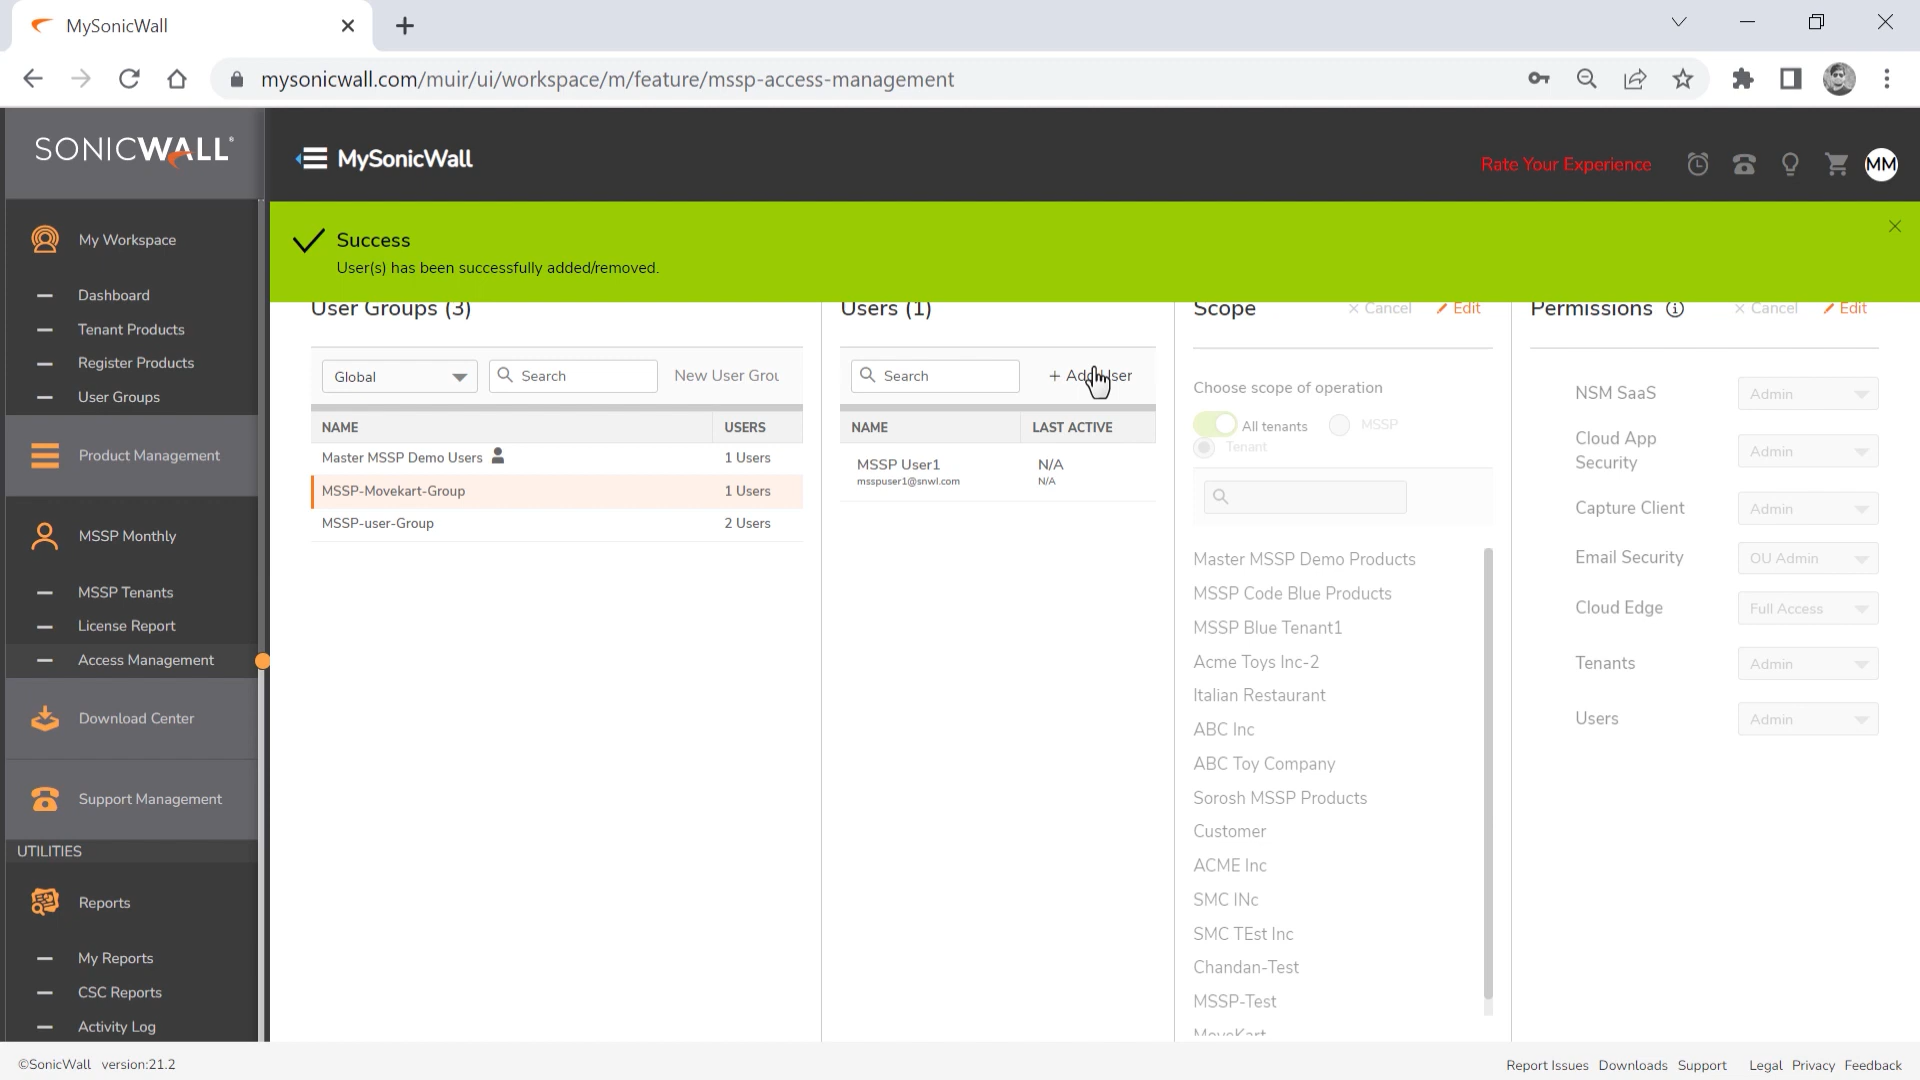 MySonicWall
mysonicwall.com/muir/ui/workspace/m/feature/mssp-access-management
SONICWALL
MySonicWall
Rate Your Experience
MM
Success
User(s) has been successfully added/removed.
My Workspace
Dashboard
Tenant Products
Register Products
User Groups
Product Management
MSSP Monthly
MSSP Tenants
License Report
Access Management
Download Center
Support Management
UTILITIES
Reports
My Reports
CSC Reports
Activity Log
User Groups (3)
Global
Search
New User Grou
NAME USERS
Master MSSP Demo Users 1 Users
MSSP-Movekart-Group 1 Users
MSSP-user-Group 2 Users
Users (1)
Search
+ Add User
NAME LAST ACTIVE
MSSP User1 N/A
msspuser1@snwl.com N/A
Scope Cancel Edit
Choose scope of operation
All tenants MSSP
Tenant
Master MSSP Demo Products
MSSP Code Blue Products
MSSP Blue Tenant1
Acme Toys Inc-2
Italian Restaurant
ABC Inc
ABC Toy Company
Sorosh MSSP Products
Customer
ACME Inc
SMC INc
SMC TEst Inc
Chandan-Test
MSSP-Test
MoveKart
Permissions Cancel Edit
NSM SaaS Admin
Cloud App Security Admin
Capture Client Admin
Email Security OU Admin
Cloud Edge Full Access
Tenants Admin
Users Admin
©SonicWall version:21.2
Report Issues Downloads Support Legal Privacy Feedback